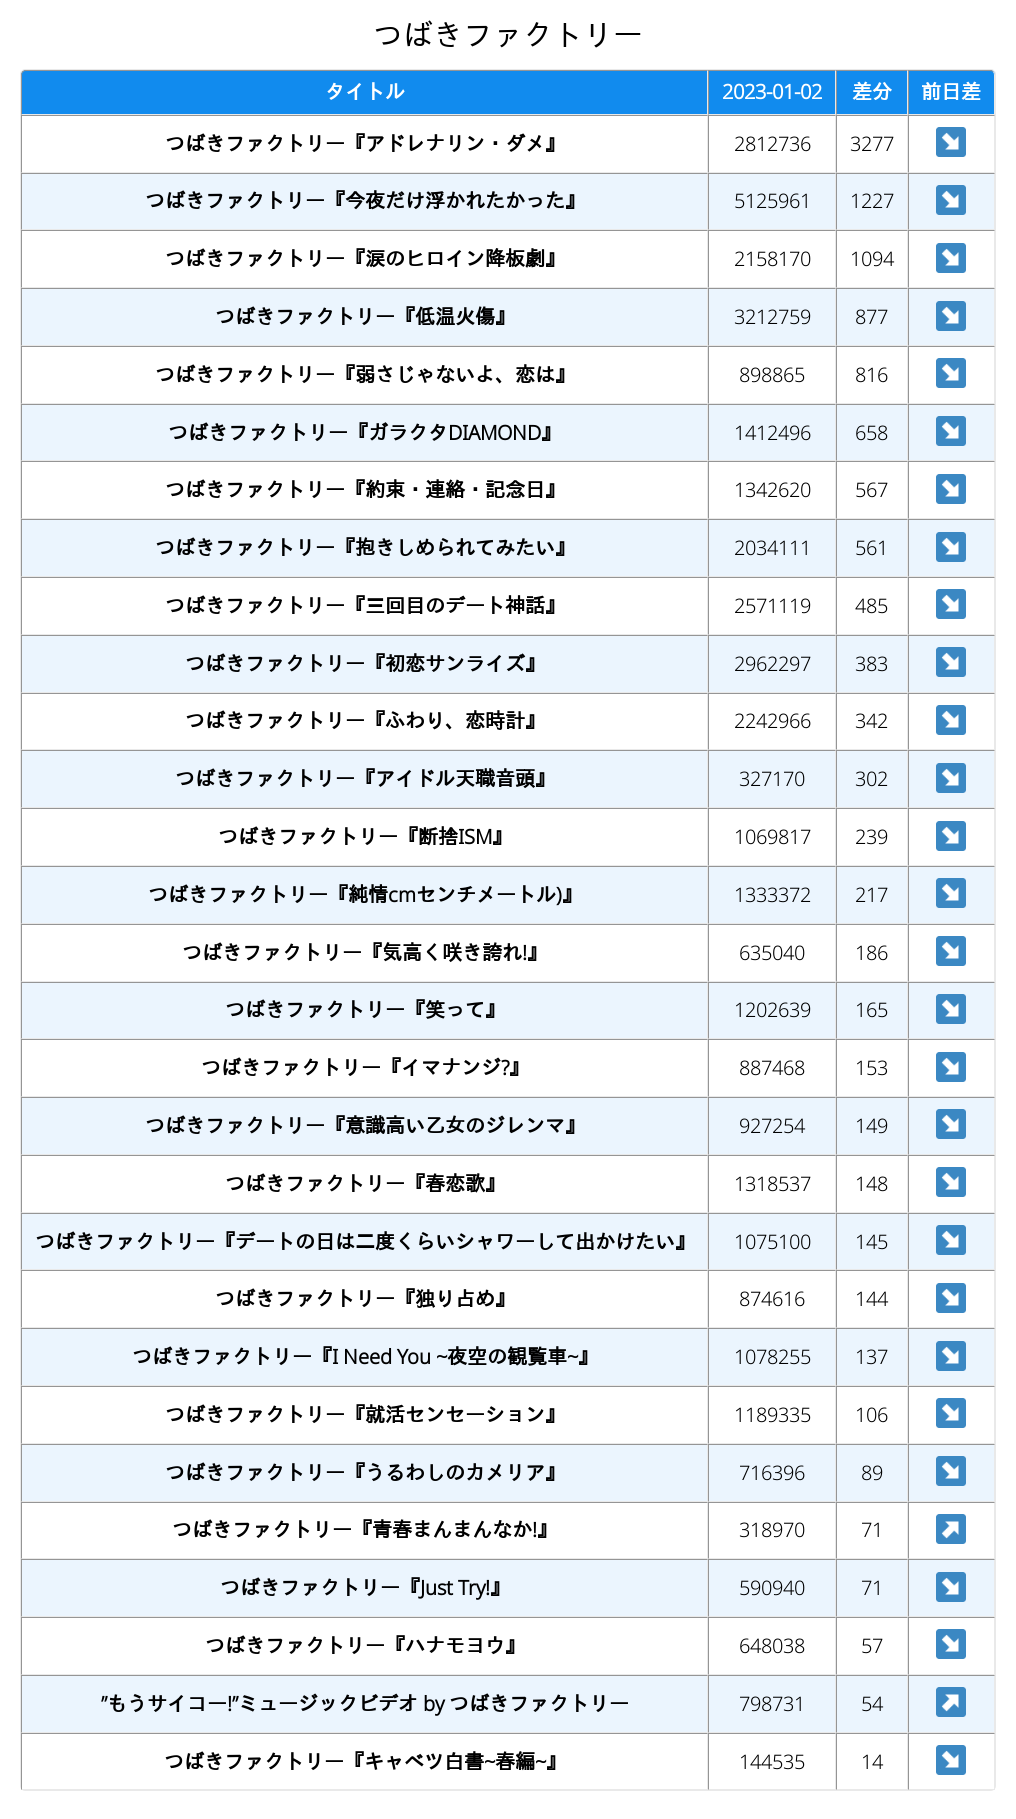 つばきファクトリー
タイトル 2023-01-02 差分 前日差
つばきファクトリー『アドレナリン・ダメ』 2812736 3277 ↘
つばきファクトリー『今夜だけ浮かれたかった』 5125961 1227 ↘
つばきファクトリー『涙のヒロイン降板劇』 2158170 1094 ↘
つばきファクトリー『低温火傷』 3212759 877 ↘
つばきファクトリー『弱さじゃないよ、恋は』 898865 816 ↘
つばきファクトリー『ガラクタDIAMOND』 1412496 658 ↘
つばきファクトリー『約束・連絡・記念日』 1342620 567 ↘
つばきファクトリー『抱きしめられてみたい』 2034111 561 ↘
つばきファクトリー『三回目のデート神話』 2571119 485 ↘
つばきファクトリー『初恋サンライズ』 2962297 383 ↘
つばきファクトリー『ふわり、恋時計』 2242966 342 ↘
つばきファクトリー『アイドル天職音頭』 327170 302 ↘
つばきファクトリー『断捨ISM』 1069817 239 ↘
つばきファクトリー『純情cmセンチメートル)』 1333372 217 ↘
つばきファクトリー『気高く咲き誇れ!』 635040 186 ↘
つばきファクトリー『笑って』 1202639 165 ↘
つばきファクトリー『イマナンジ?』 887468 153 ↘
つばきファクトリー『意識高い乙女のジレンマ』 927254 149 ↘
つばきファクトリー『春恋歌』 1318537 148 ↘
つばきファクトリー『デートの日は二度くらいシャワーして出かけたい』 1075100 145 ↘
つばきファクトリー『独り占め』 874616 144 ↘
つばきファクトリー『I Need You ~夜空の観覧車~』 1078255 137 ↘
つばきファクトリー『就活センセーション』 1189335 106 ↘
つばきファクトリー『うるわしのカメリア』 716396 89 ↘
つばきファクトリー『青春まんまんなか!』 318970 71 ↗
つばきファクトリー『Just Try!』 590940 71 ↘
つばきファクトリー『ハナモヨウ』 648038 57 ↘
”もうサイコー!”ミュージックビデオ by つばきファクトリー 798731 54 ↗
つばきファクトリー『キャベツ白書~春編~』 144535 14 ↘